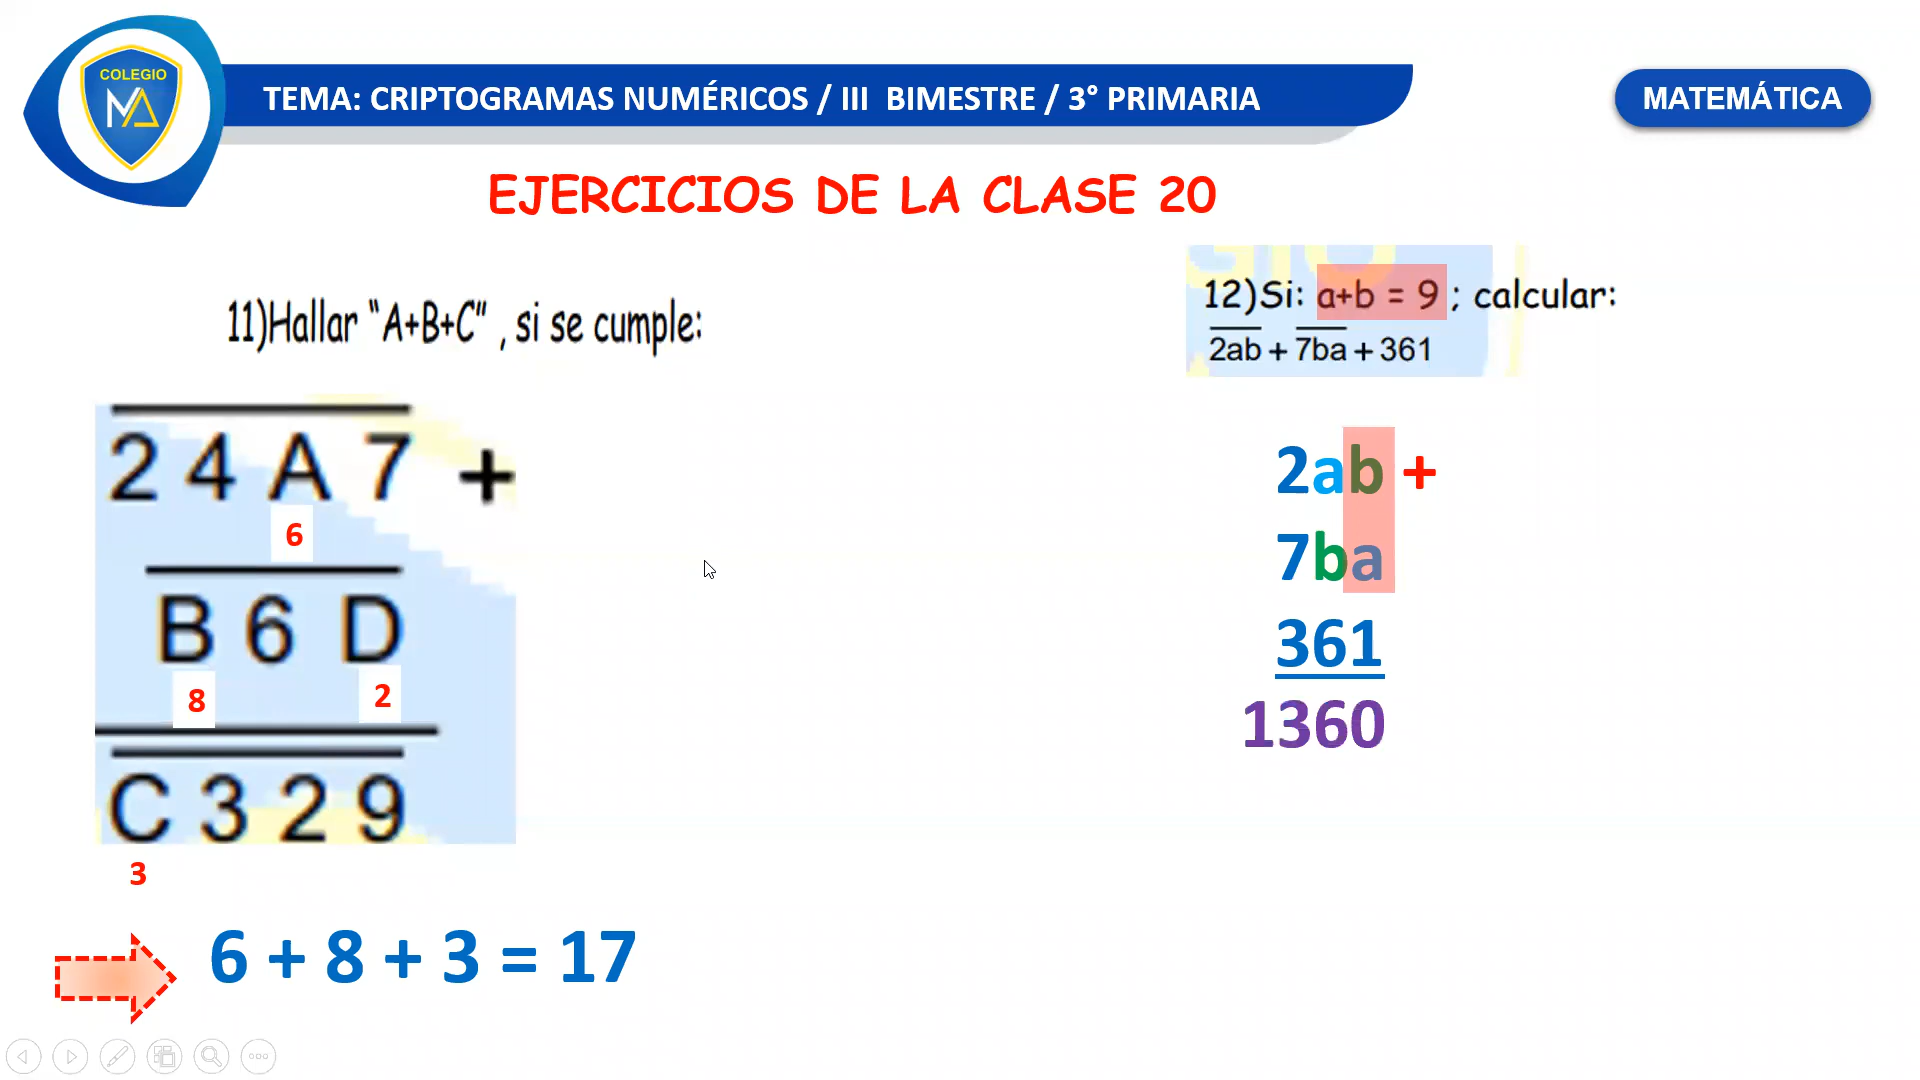 COLEGIO
MA
TEMA: CRIPTOGRAMAS NUMÉRICOS / III BIMESTRE / 3° PRIMARIA
MATEMÁTICA
EJERCICIOS DE LA CLASE 20
11)Hallar “A+B+C” , si se cumple:
2 4 A 7 +
6
B 6 D
8 2
C 3 2 9
3
6 + 8 + 3 = 17
12)Si: a+b = 9 ; calcular:
2ab + 7ba + 361
2ab +
7ba
361
1360